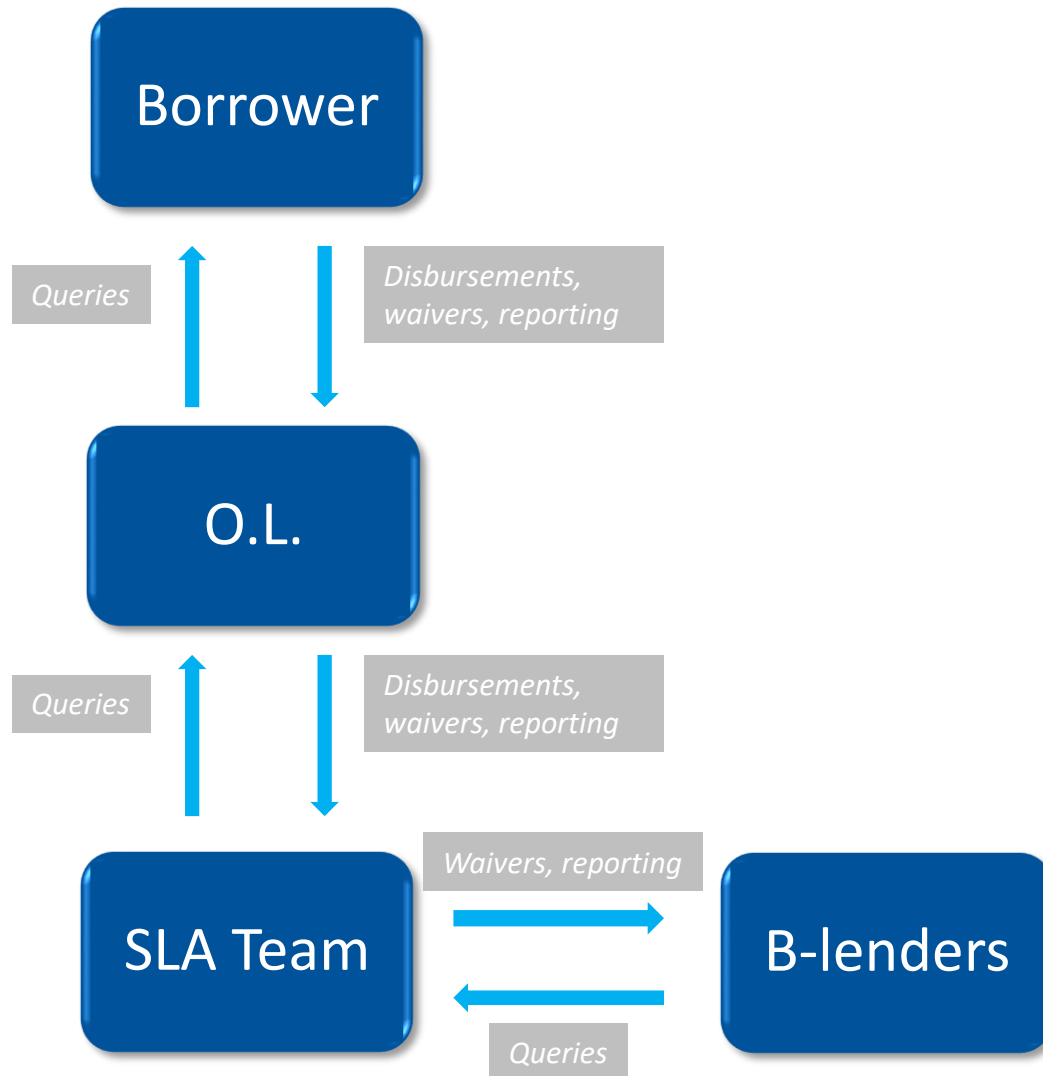 Borrower
Queries
Disbursements,
waivers, reporting
O.L.
Queries
Disbursements,
waivers, reporting
Waivers, reporting
SLA Team
B-lenders
Queries